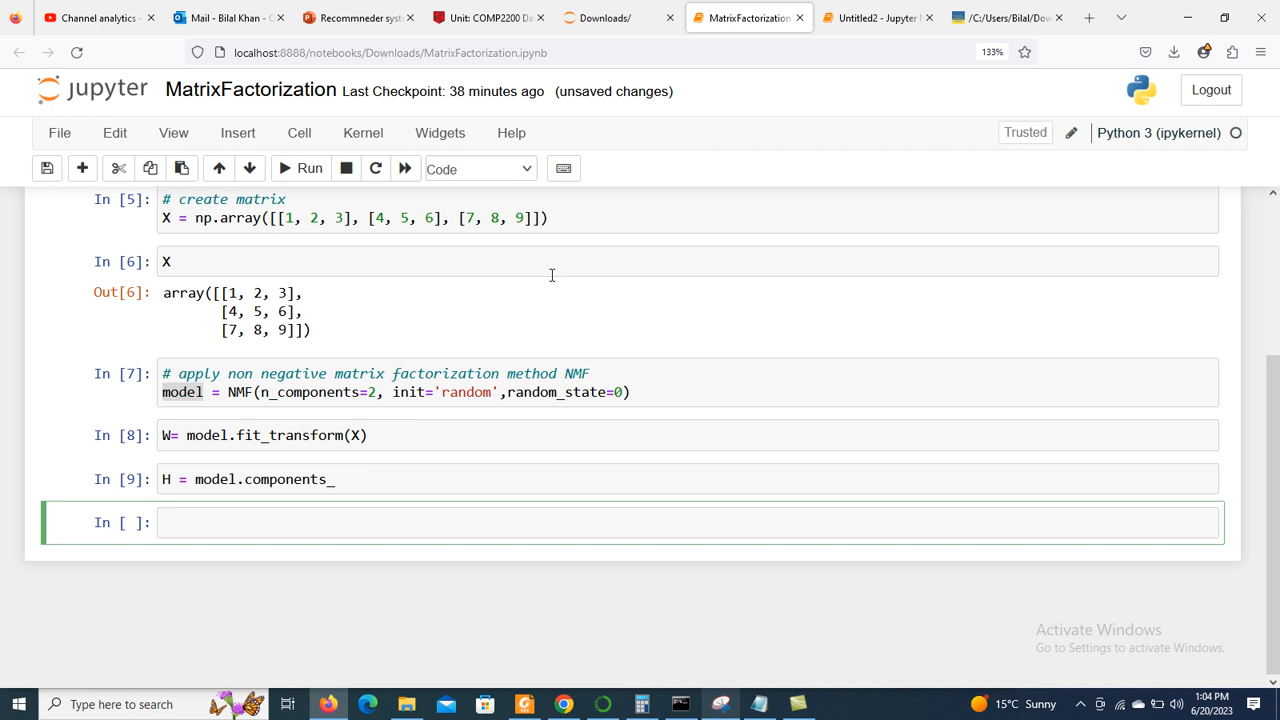 Channel analytics -
Mail - Bilal Khan - O
Recommneder syst
Unit: COMP2200 Da
Downloads/
MatrixFactorization
Untitled2 - Jupyter
/C:/Users/Bilal/Dow
localhost:8888/notebooks/Downloads/MatrixFactorization.ipynb
133%
jupyter MatrixFactorization Last Checkpoint: 38 minutes ago (unsaved changes)
Logout
File Edit View Insert Cell Kernel Widgets Help
Trusted
Python 3 (ipykernel)
Run
Code
In [5]: # create matrix
X = np.array([[1, 2, 3], [4, 5, 6], [7, 8, 9]])
In [6]: X
Out[6]: array([[1, 2, 3],
[4, 5, 6],
[7, 8, 9]])
In [7]: # apply non negative matrix factorization method NMF
model = NMF(n_components=2, init='random',random_state=0)
In [8]: W= model.fit_transform(X)
In [9]: H = model.components_
In [ ]:
Activate Windows
Go to Settings to activate Windows.
Type here to search
15°C Sunny
1:04 PM
6/20/2023